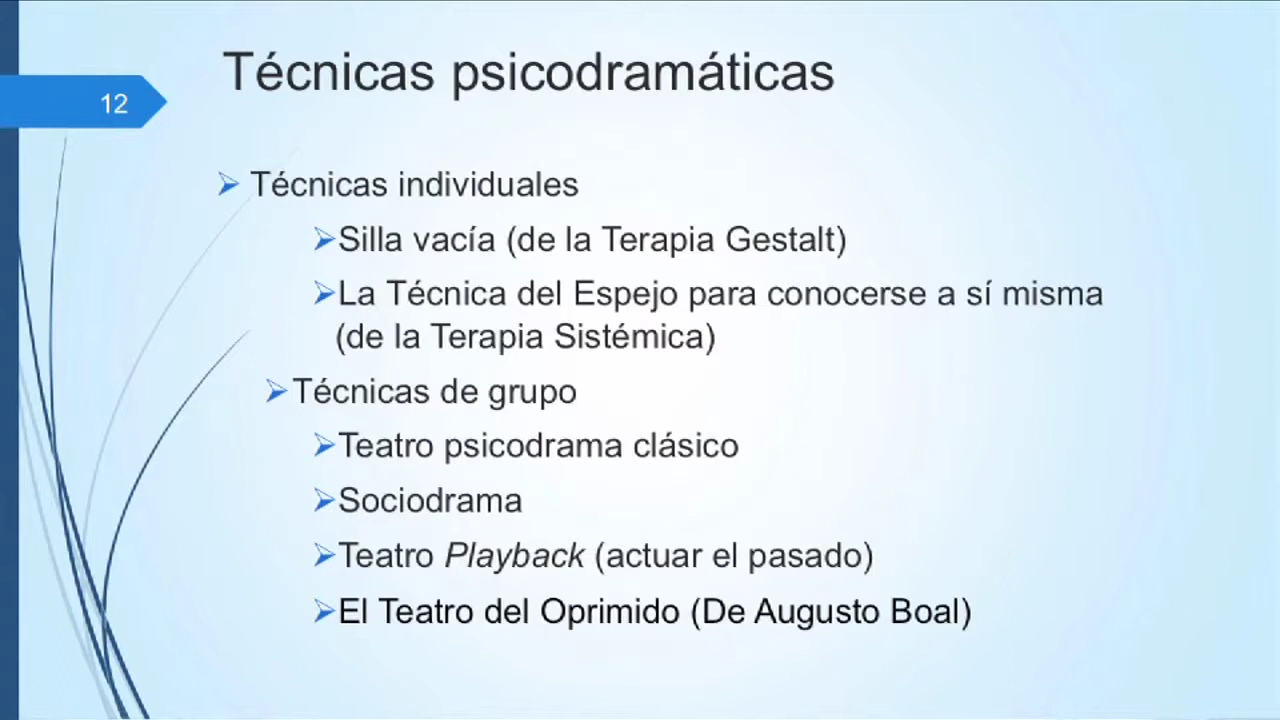 Técnicas psicodramáticas
12
Técnicas individuales
Silla vacía (de la Terapia Gestalt)
La Técnica del Espejo para conocerse a sí misma
(de la Terapia Sistémica)
Técnicas de grupo
Teatro psicodrama clásico
Sociodrama
Teatro Playback (actuar el pasado)
El Teatro del Oprimido (De Augusto Boal)